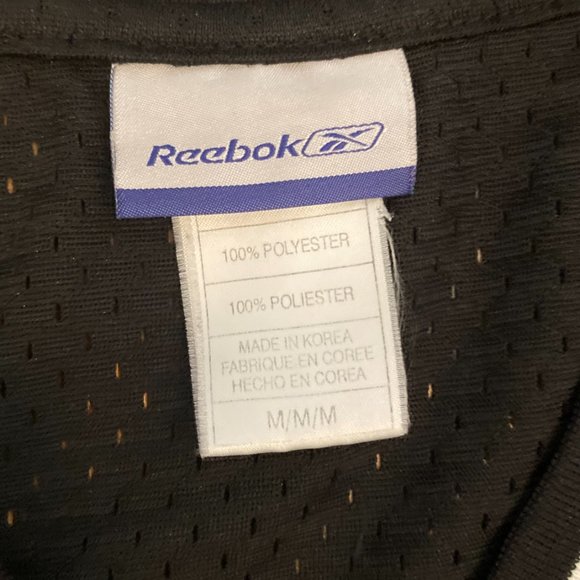 Reebok
100% POLYESTER
100% POLIESTER
MADE IN KOREA
FABRIQUE EN COREE
HECHO EN COREA
M/M/M